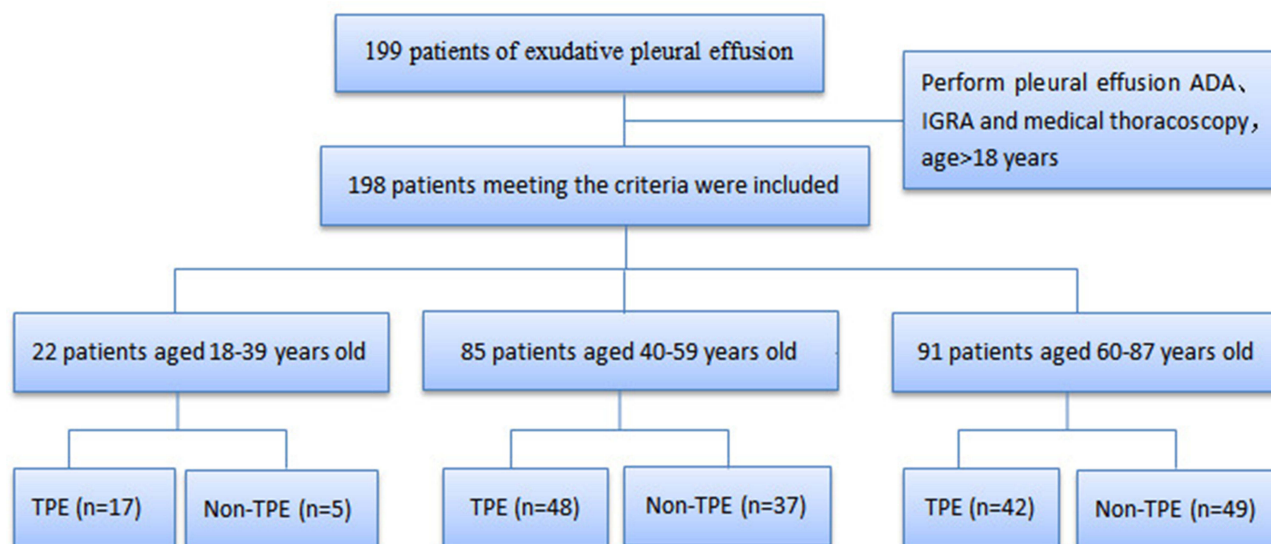 199 patients of exudative pleural effusion
Perform pleural effusion ADA、
IGRA and medical thoracoscopy，
age>18 years
198 patients meeting the criteria were included
22 patients aged 18-39 years old
85 patients aged 40-59 years old
91 patients aged 60-87 years old
TPE (n=17)
Non-TPE (n=5)
TPE (n=48)
Non-TPE (n=37)
TPE (n=42)
Non-TPE (n=49)